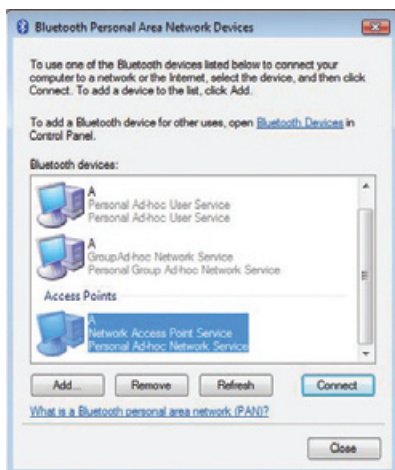 Bluetooth Personal Area Network Devices
To use one of the Bluetooth devices listed below to connect your
computer to a network or the Internet, select the device, and then click
Connect. To add a device to the list, click Add.
To add a Bluetooth device for other uses, open Bluetooth Devices in
Control Panel.
Bluetooth devices:
A
Personal Ad-hoc User Service
Personal Ad-hoc User Service
A
GroupAd-hoc Network Service
Personal Group Ad-hoc Network Service
Access Points
A
Network Access Point Service
Personal Ad-hoc Network Service
Add... Remove Refresh Connect
What is a Bluetooth personal area network (PAN)?
Close